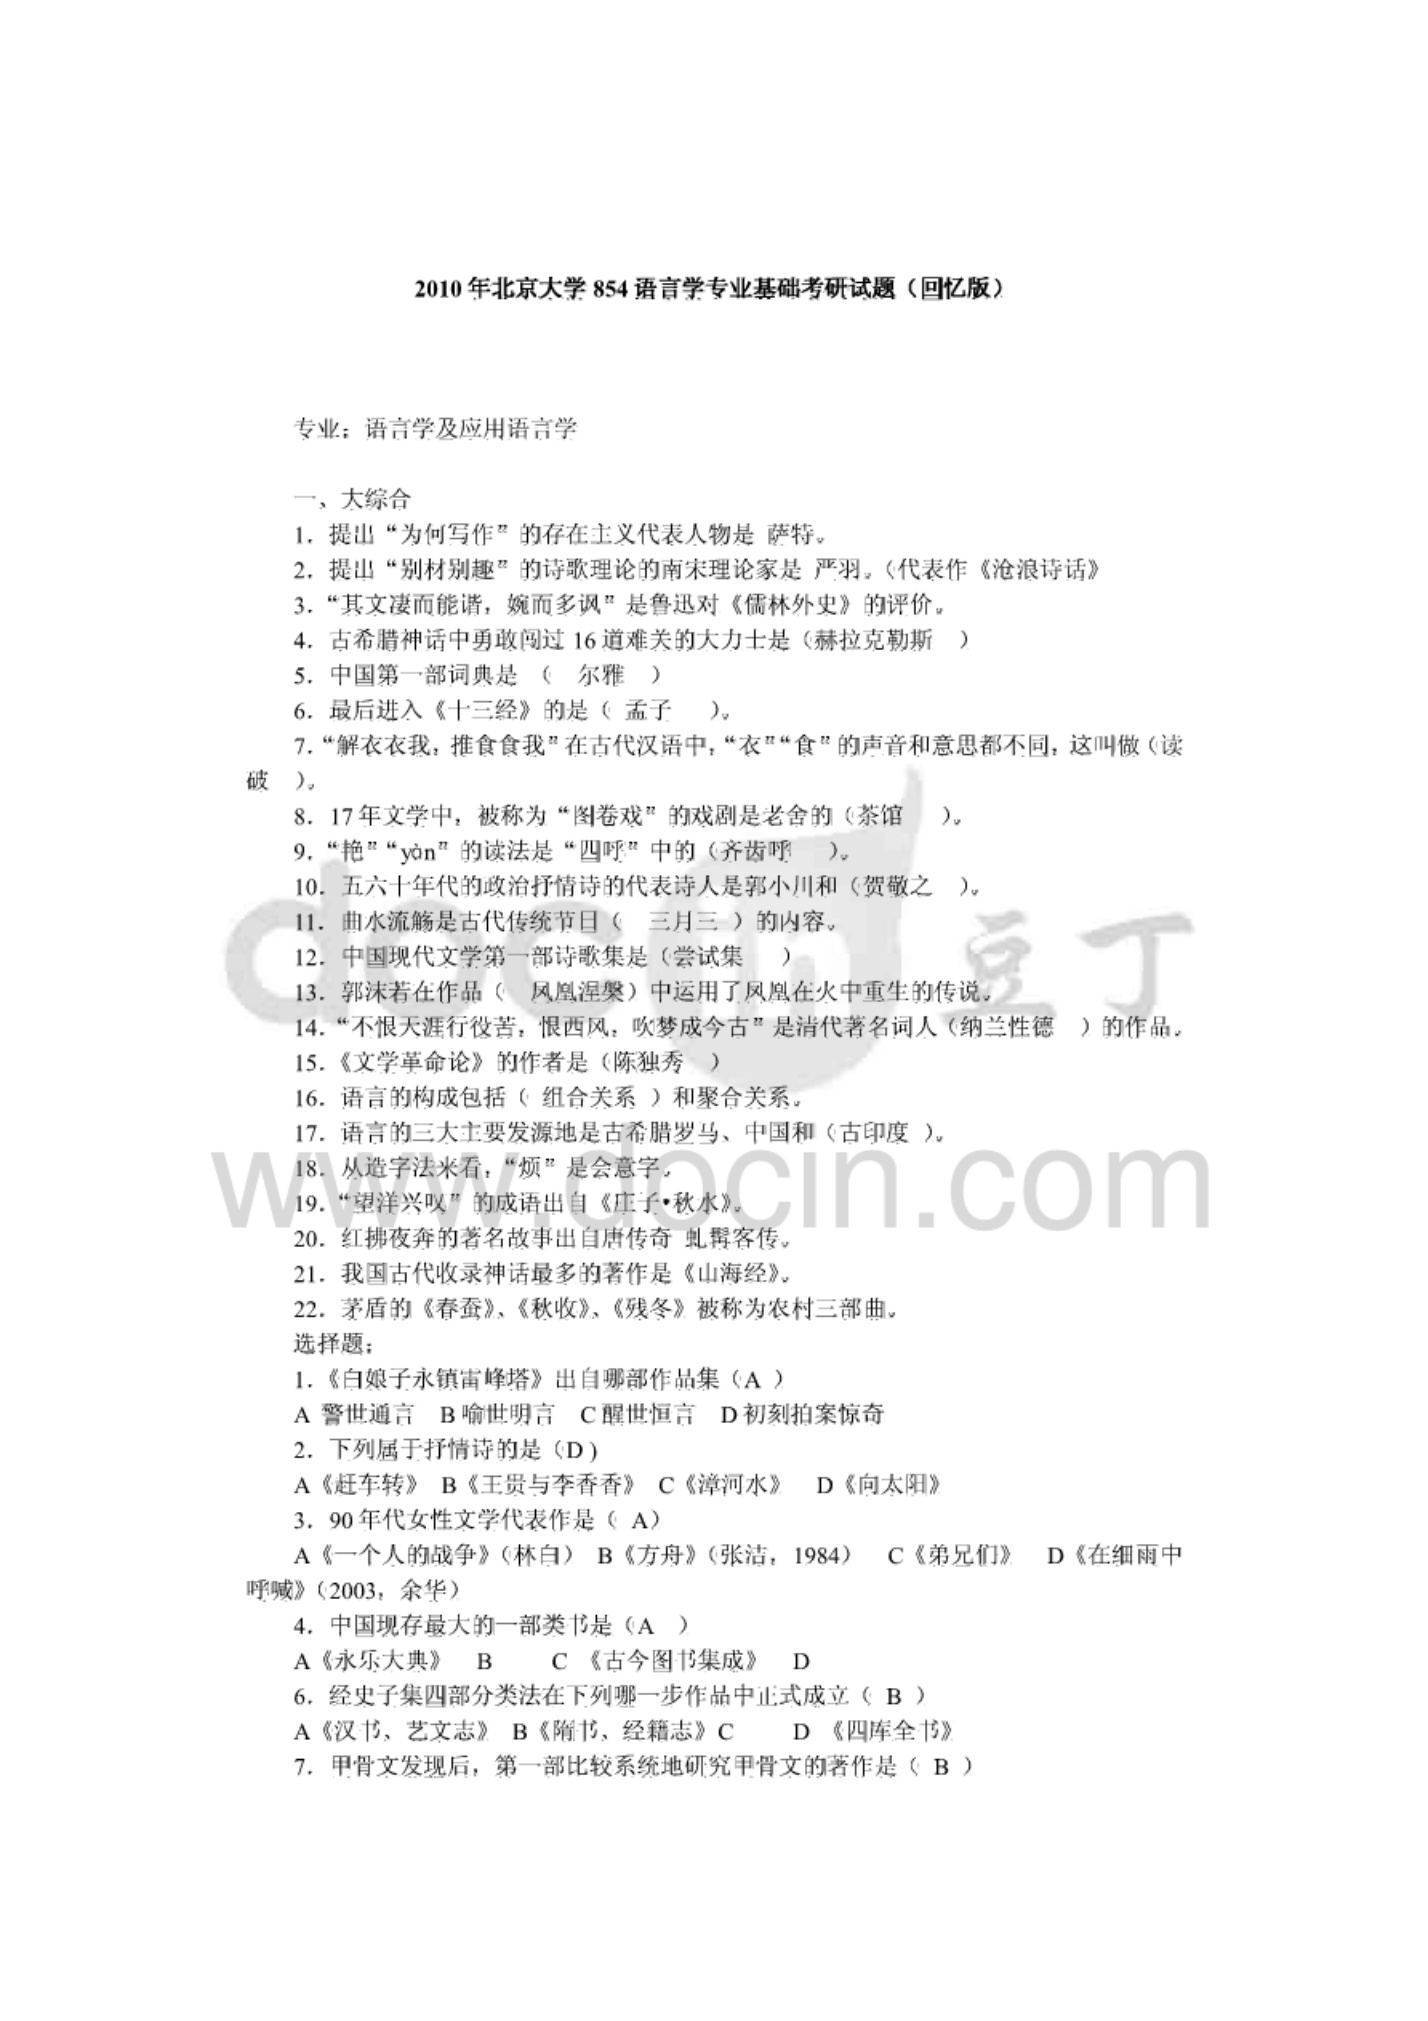 2010 年北京大学 854 语言学专业基础考研试题（回忆版）
专业：语言学及应用语言学
一、大综合
1．提出“为何写作”的存在主义代表人物是 萨特。
2．提出“别材别趣”的诗歌理论的南宋理论家是 严羽。（代表作《沧浪诗话》
3．“其文凄而能谐，婉而多讽”是鲁迅对《儒林外史》的评价。
4．古希腊神话中勇敢闯过 16 道难关的大力士是（赫拉克勒斯 ）
5．中国第一部词典是 （ 尔雅 ）
6．最后进入《十三经》的是（ 孟子 ）。
7．“解衣衣我，推食食我”在古代汉语中，“衣”“食”的声音和意思都不同，这叫做（读
破 ）。
8．17 年文学中，被称为“图卷戏”的戏剧是老舍的（茶馆 ）。
9．“艳”“yàn”的读法是“四呼”中的（齐齿呼 ）。
10．五六十年代的政治抒情诗的代表诗人是郭小川和（贺敬之 ）。
11．曲水流觞是古代传统节日（ 三月三 ）的内容。
12．中国现代文学第一部诗歌集是（尝试集 ）
13．郭沫若在作品（ 凤凰涅槃）中运用了凤凰在火中重生的传说。
14．“不恨天涯行役苦，恨西风，吹梦成今古”是清代著名词人（纳兰性德 ）的作品。
15．《文学革命论》的作者是（陈独秀 ）
16．语言的构成包括（ 组合关系 ）和聚合关系。
17．语言的三大主要发源地是古希腊罗马、中国和（古印度 ）。
18．从造字法来看，“烦”是会意字。
19．“望洋兴叹”的成语出自《庄子•秋水》。
20．红拂夜奔的著名故事出自唐传奇 虬髯客传。
21．我国古代收录神话最多的著作是《山海经》。
22．茅盾的《春蚕》、《秋收》、《残冬》被称为农村三部曲。
选择题：
1．《白娘子永镇雷峰塔》出自哪部作品集（A ）
A 警世通言 B 喻世明言 C 醒世恒言 D 初刻拍案惊奇
2．下列属于抒情诗的是（D )
A《赶车转》 B《王贵与李香香》 C《漳河水》 D《向太阳》
3．90 年代女性文学代表作是（ A）
A《一个人的战争》（林白） B《方舟》（张洁，1984） C《弟兄们》 D《在细雨中
呼喊》（2003，余华）
4．中国现存最大的一部类书是（A ）
A《永乐大典》 B C 《古今图书集成》 D
6．经史子集四部分类法在下列哪一步作品中正式成立（ B ）
A《汉书、艺文志》 B《隋书、经籍志》C D 《四库全书》
7．甲骨文发现后，第一部比较系统地研究甲骨文的著作是（ B ）
docin 豆丁
www.docin.com